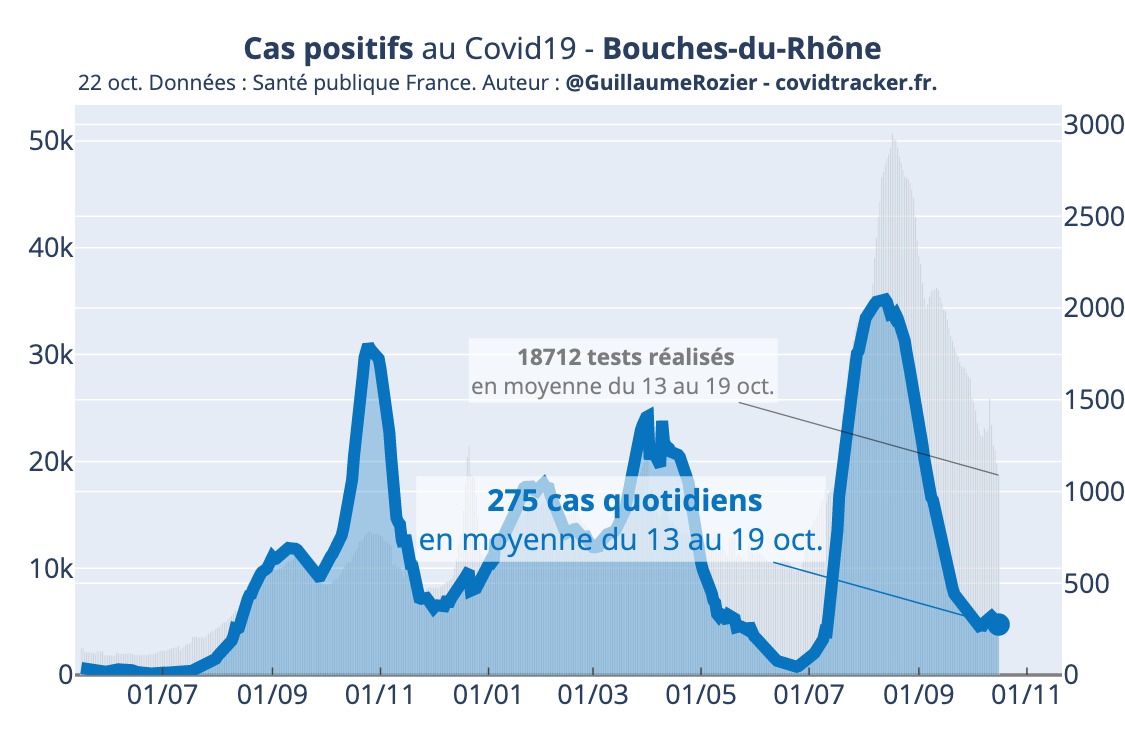 Cas positifs au Covid19 - Bouches-du-Rhône
22 oct. Données : Santé publique France. Auteur : @GuillaumeRozier - covidtracker.fr.
50k
40k
30k
20k
10k
0
3000
2500
2000
1500
1000
500
0
18712 tests réalisés
en moyenne du 13 au 19 oct.
275 cas quotidiens
en moyenne du 13 au 19 oct.
01/07 01/09 01/11 01/01 01/03 01/05 01/07 01/09 01/11